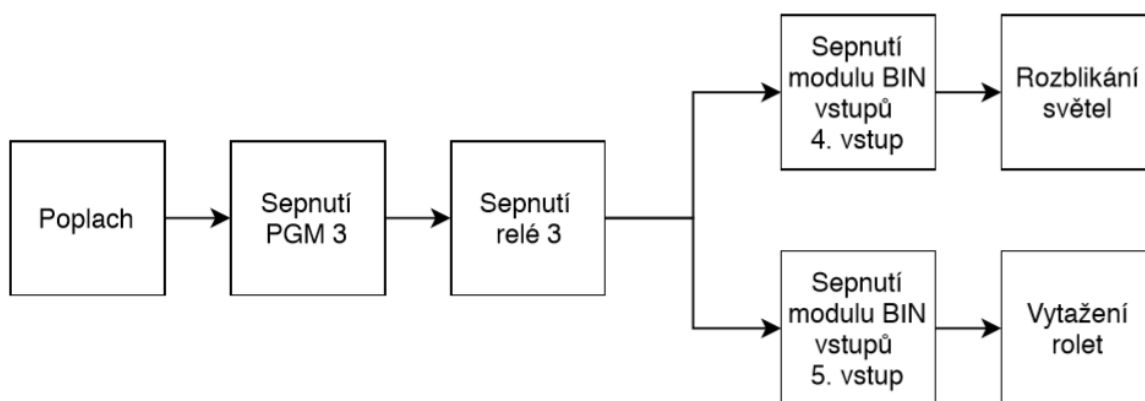 Poplach
Sepnutí
PGM 3
Sepnutí
relé 3
Sepnutí
modulu BIN
vstupů
4. vstup
Rozblikání
světel
Sepnutí
modulu BIN
vstupů
5. vstup
Vytažení
rolet